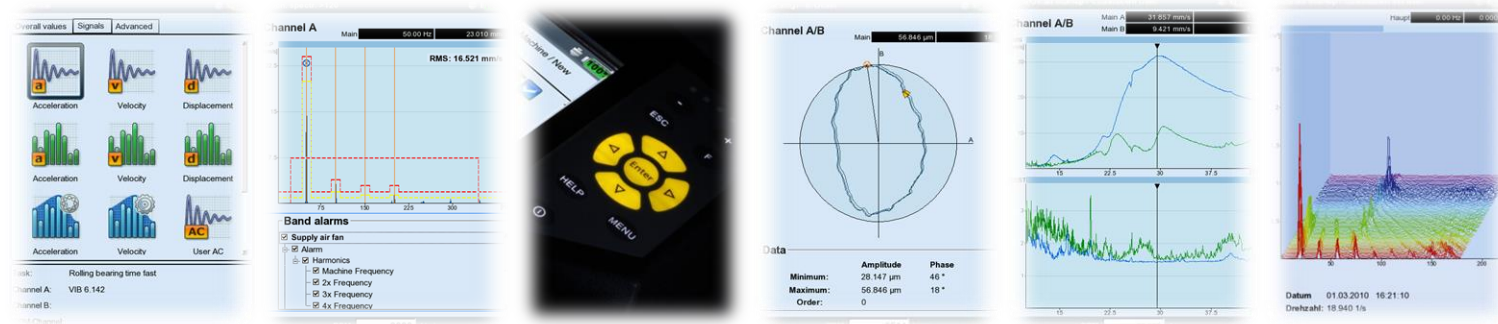 Overall values Signals Advanced
a v d
Acceleration Velocity Displacement
a v d
Acceleration Velocity Displacement
AC
Acceleration Velocity User AC
Task: Rolling bearing time fast
Channel A: VIB 6.142
Channel B:
Channel A
Main 50.00 Hz 23.010
RMS: 16.521 mm/s
75 150 225 300
Band alarms
Supply air fan
Alarm
Harmonics
Machine Frequency
2x Frequency
3x Frequency
4x Frequency
Machine / New
100%
ESC
F
Enter
HELP
MENU
Channel A/B
Main 56.846 µm
B
A
Data
Amplitude Phase
Minimum: 28.147 µm 46 °
Maximum: 56.846 µm 18 °
Order: 0
Channel A/B
Main A 31.857 mm/s
Main B 9.421 mm/s
15 22.5 30 37.5
15 22.5 30 37.5
Haupt 0.00 Hz
50 100 150 200
Datum 01.03.2010 16:21:10
Drehzahl: 18.940 1/s